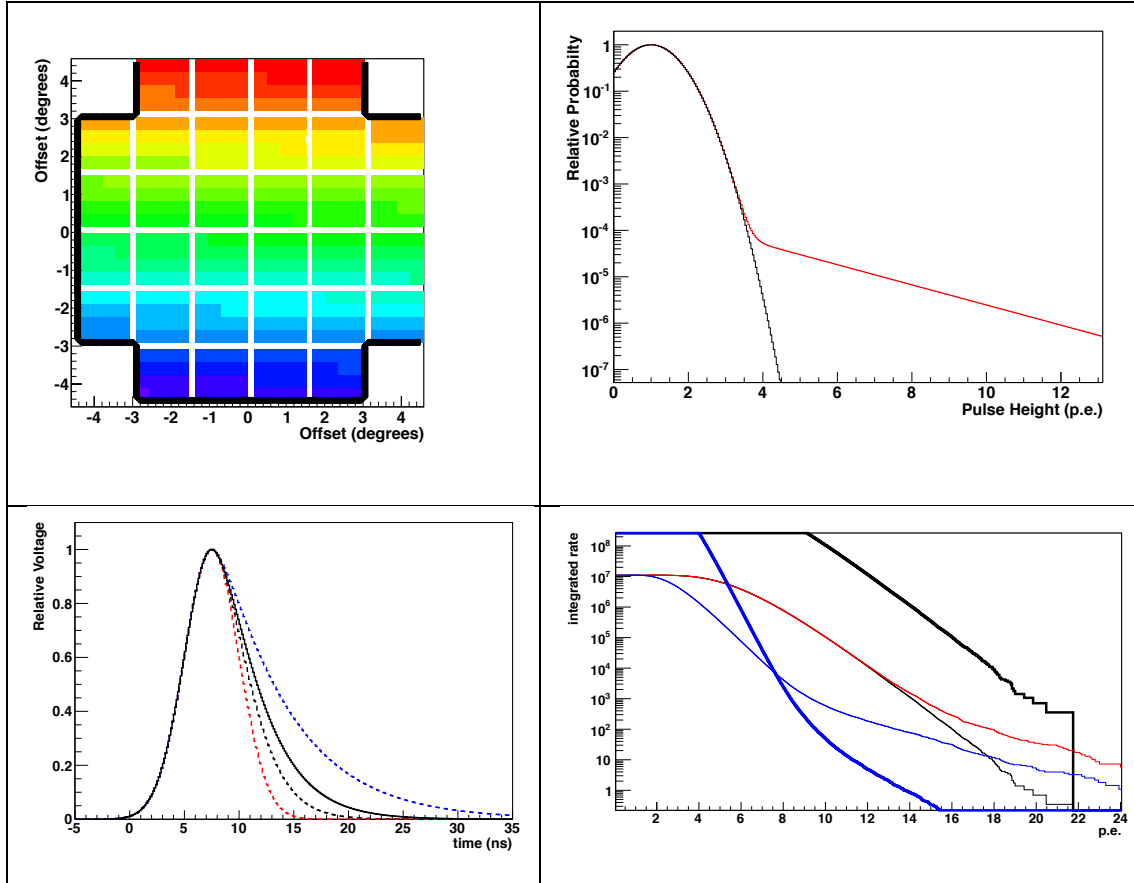 Offset (degrees)
4
3
2
1
0
-1
-2
-3
-4
-4 -3 -2 -1 0 1 2 3 4
Offset (degrees)
Relative Probabilty
1
10⁻¹
10⁻²
10⁻³
10⁻⁴
10⁻⁵
10⁻⁶
10⁻⁷
0 2 4 6 8 10 12
Pulse Height (p.e.)
Relative Voltage
1
0.8
0.6
0.4
0.2
0
-5 0 5 10 15 20 25 30 35
time (ns)
integrated rate
10⁸
10⁷
10⁶
10⁵
10⁴
10³
10²
10
1
2 4 6 8 10 12 14 16 18 20 22 24
p.e.